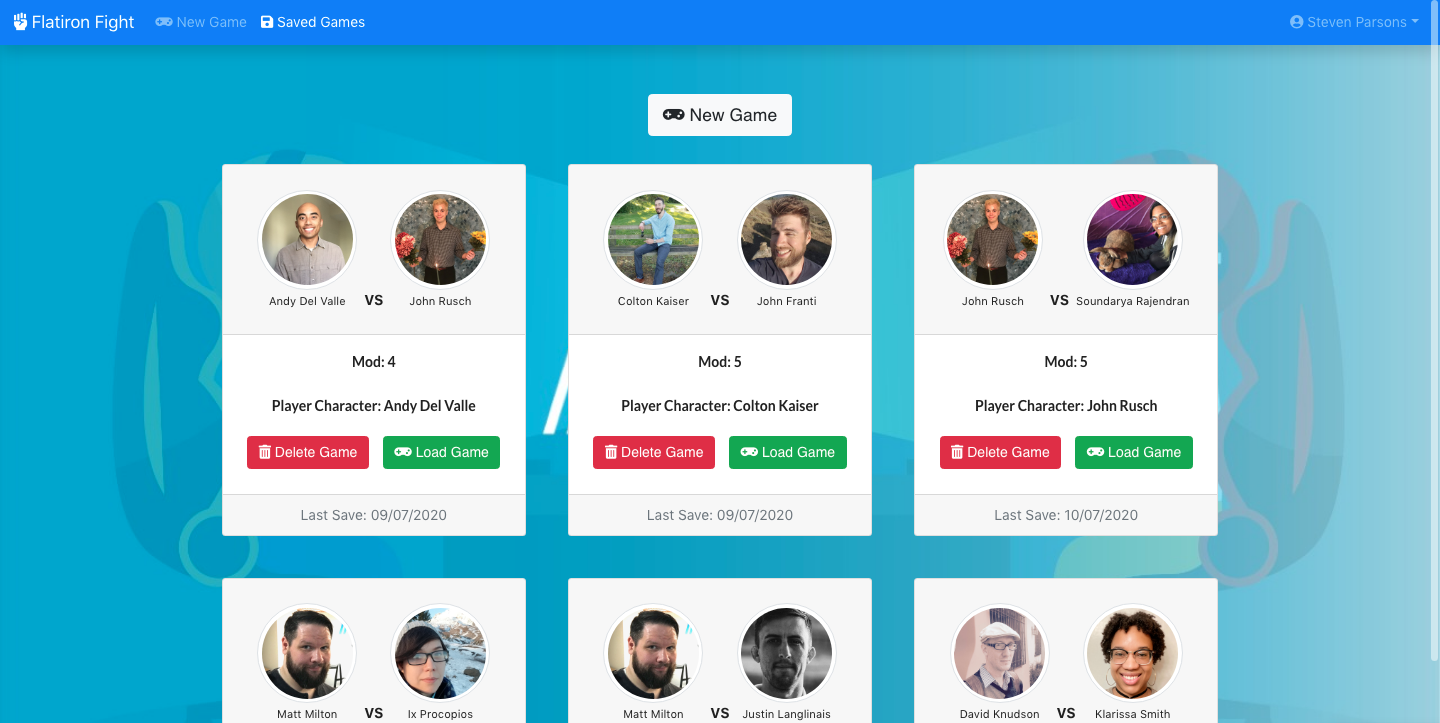 Flatiron Fight New Game Saved Games Steven Parsons
New Game
Andy Del Valle VS John Rusch
Colton Kaiser VS John Franti
John Rusch VS Soundarya Rajendran
Mod: 4
Mod: 5
Mod: 5
Player Character: Andy Del Valle
Player Character: Colton Kaiser
Player Character: John Rusch
Delete Game Load Game
Delete Game Load Game
Delete Game Load Game
Last Save: 09/07/2020
Last Save: 09/07/2020
Last Save: 10/07/2020
Matt Milton VS Ix Procopios
Matt Milton VS Justin Langlinais
David Knudson VS Klarissa Smith